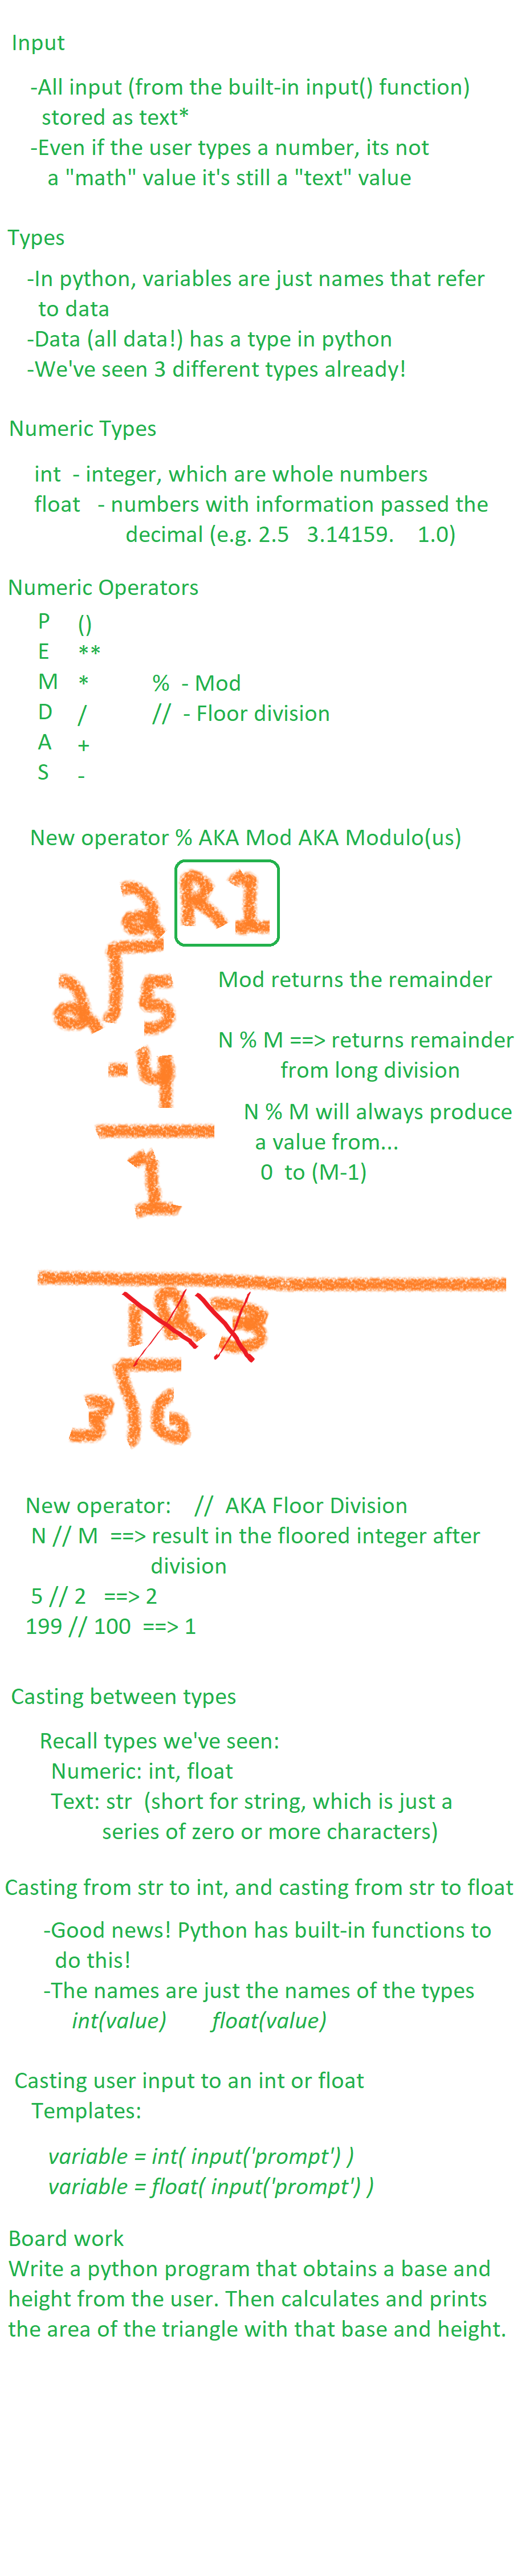 Input
-All input (from the built-in input() function)
stored as text*
-Even if the user types a number, its not
a "math" value it's still a "text" value
Types
-In python, variables are just names that refer
to data
-Data (all data!) has a type in python
-We've seen 3 different types already!
Numeric Types
int - integer, which are whole numbers
float - numbers with information passed the
decimal (e.g. 2.5 3.14159. 1.0)
Numeric Operators
P ()
E **
M * % - Mod
D / // - Floor division
A +
S -
New operator % AKA Mod AKA Modulo(us)
2 R1
2 5
Mod returns the remainder
-4
N % M ==> returns remainder
from long division
1
N % M will always produce
a value from...
0 to (M-1)
1R3
3 6
New operator: // AKA Floor Division
N // M ==> result in the floored integer after
division
5 // 2 ==> 2
199 // 100 ==> 1
Casting between types
Recall types we've seen:
Numeric: int, float
Text: str (short for string, which is just a
series of zero or more characters)
Casting from str to int, and casting from str to float
-Good news! Python has built-in functions to
do this!
-The names are just the names of the types
int(value) float(value)
Casting user input to an int or float
Templates:
variable = int( input('prompt') )
variable = float( input('prompt') )
Board work
Write a python program that obtains a base and
height from the user. Then calculates and prints
the area of the triangle with that base and height.